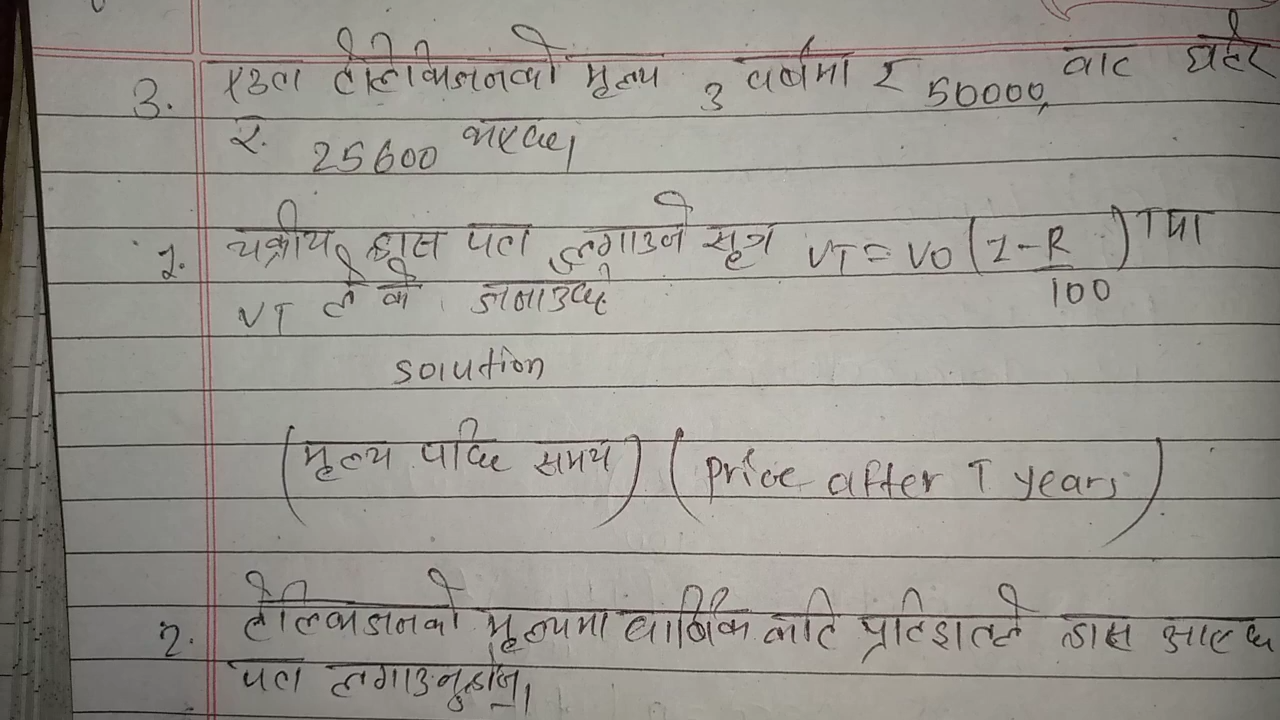 3. एउटा टेलिभिजनको मूल्य 3 वर्षमा रु 50000, बाट घटेर
रु. 25600 भएछ।
1. चक्रीय ह्रास पत्ता लगाउने सूत्र VT = VO (1-R/100)ᵀ मा
VT ले के जनाउछ
solution
(मूल्य पछि समय) (price after T years)
2. टेलिभिजनको मूल्यमा वार्षिक कति प्रतिशतले ह्रास आएछ
पत्ता लगाउनुहोस्।